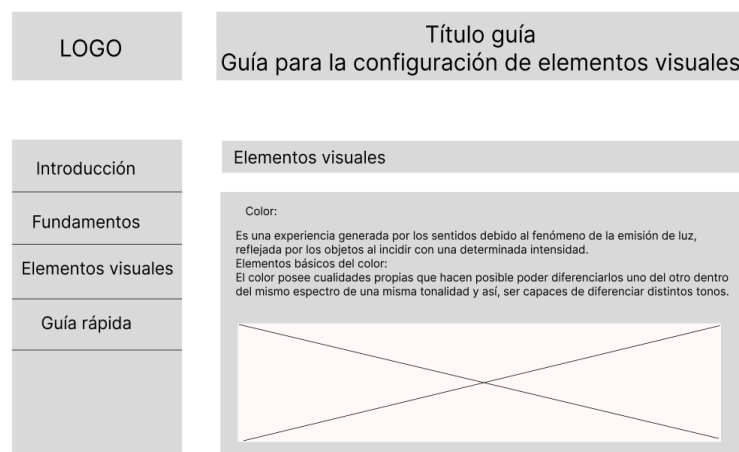 LOGO
Título guía
Guía para la configuración de elementos visuales
Introducción
Fundamentos
Elementos visuales
Guía rápida
Elementos visuales
Color:
Es una experiencia generada por los sentidos debido al fenómeno de la emisión de luz,
reflejada por los objetos al incidir con una determinada intensidad.
Elementos básicos del color:
El color posee cualidades propias que hacen posible poder diferenciarlos uno del otro dentro
del mismo espectro de una misma tonalidad y así, ser capaces de diferenciar distintos tonos.